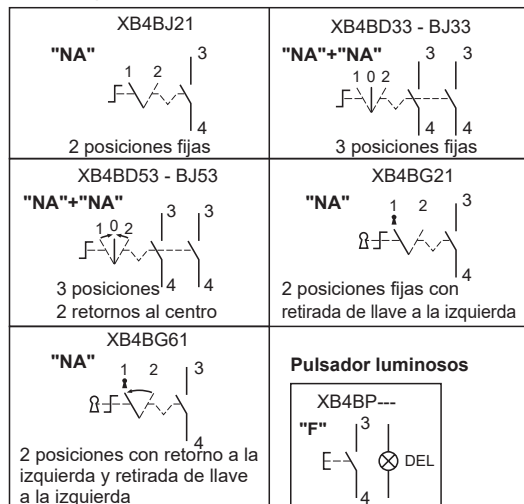 XB4BJ21
"NA"
1 2
3
4
2 posiciones fijas
XB4BD33 - BJ33
"NA"+"NA"
1 0 2
3 3
4 4
3 posiciones fijas
XB4BD53 - BJ53
"NA"+"NA"
1 0 2
3 3
4 4
3 posiciones
2 retornos al centro
XB4BG21
"NA"
1 2
3
4
2 posiciones fijas con
retirada de llave a la izquierda
XB4BG61
"NA"
1 2
3
4
2 posiciones con retorno a la
izquierda y retirada de llave
a la izquierda
Pulsador luminosos
XB4BP---
"F"
3
DEL
4